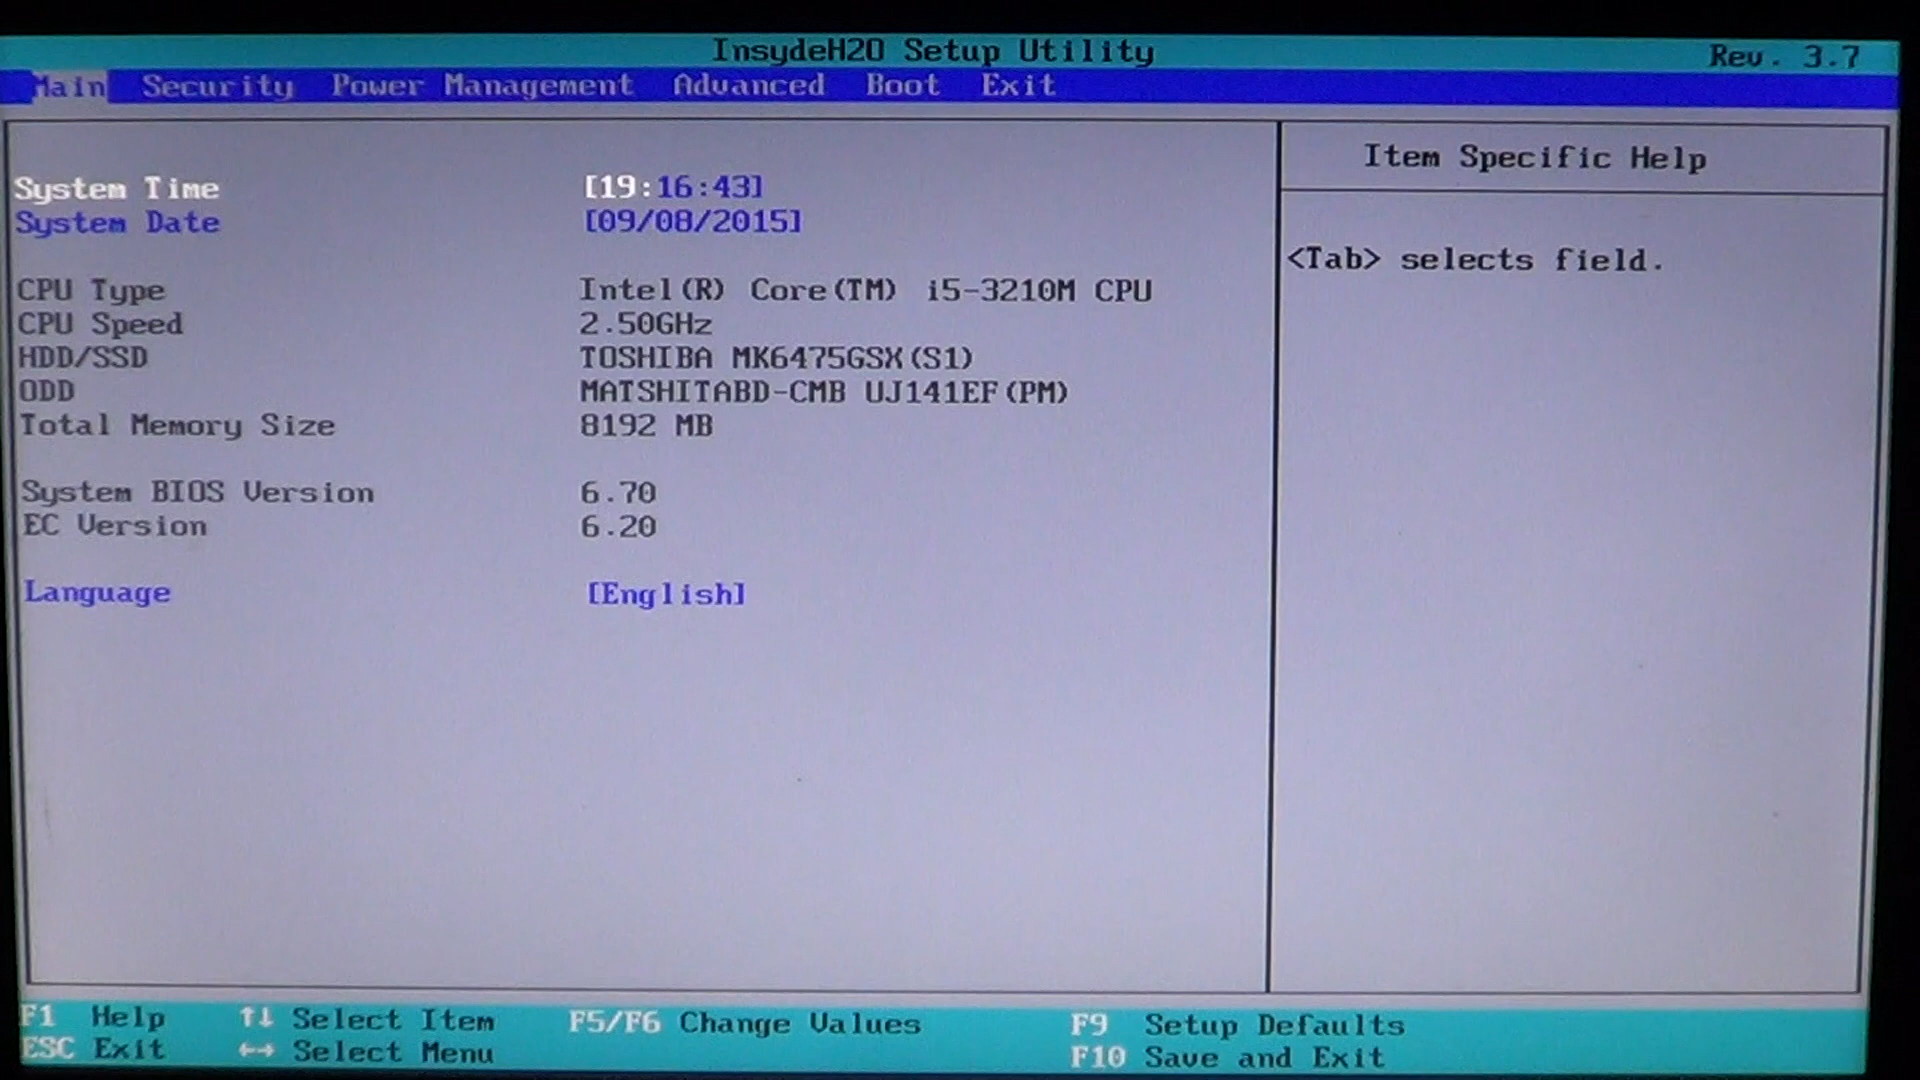 InsydeH2O Setup Utility Rev. 3.7
Main Security Power Management Advanced Boot Exit
Item Specific Help
System Time [19:16:43]
System Date [09/08/2015]
<Tab> selects field.
CPU Type Intel(R) Core(TM) i5-3210M CPU
CPU Speed 2.50GHz
HDD/SSD TOSHIBA MK6475GSX(S1)
ODD MATSHITABD-CMB UJ141EF(PM)
Total Memory Size 8192 MB
System BIOS Version 6.70
EC Version 6.20
Language [English]
F1 Help ↑↓ Select Item F5/F6 Change Values F9 Setup Defaults
ESC Exit ←→ Select Menu F10 Save and Exit